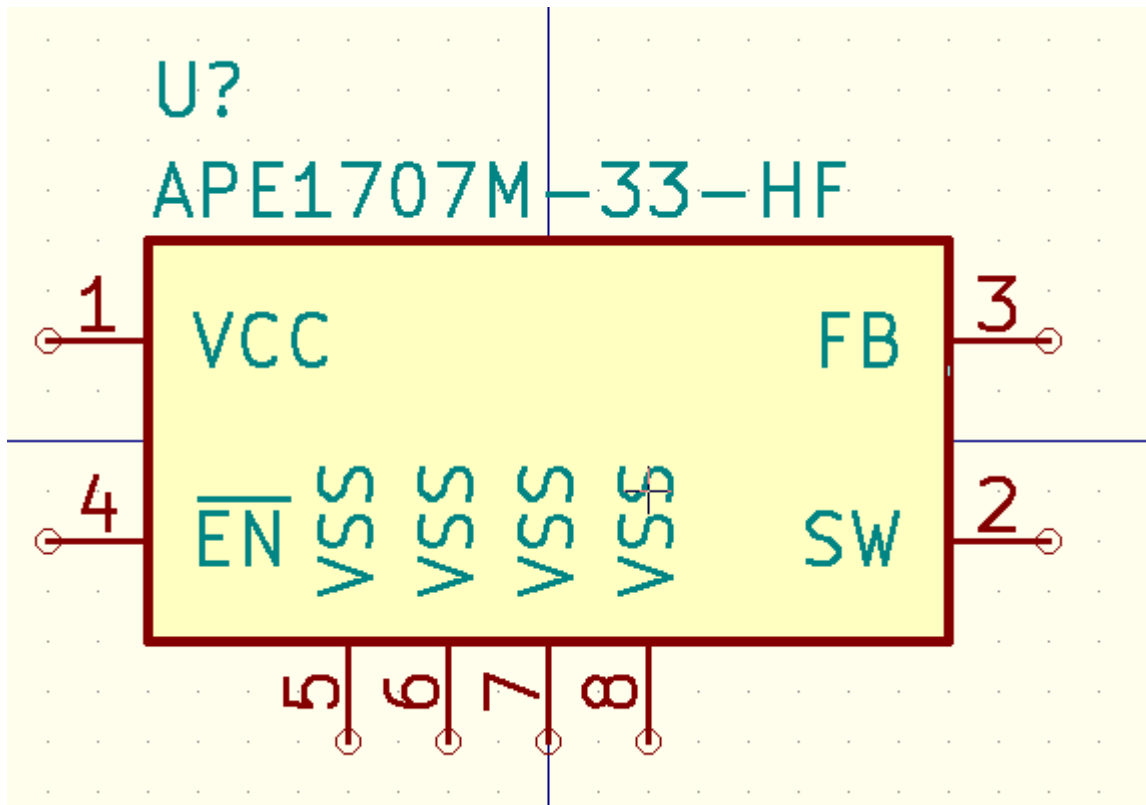 U?
APE1707M-33-HF
1 VCC FB 3
4 EN VSS VSS VSS VSS SW 2
5 6 7 8